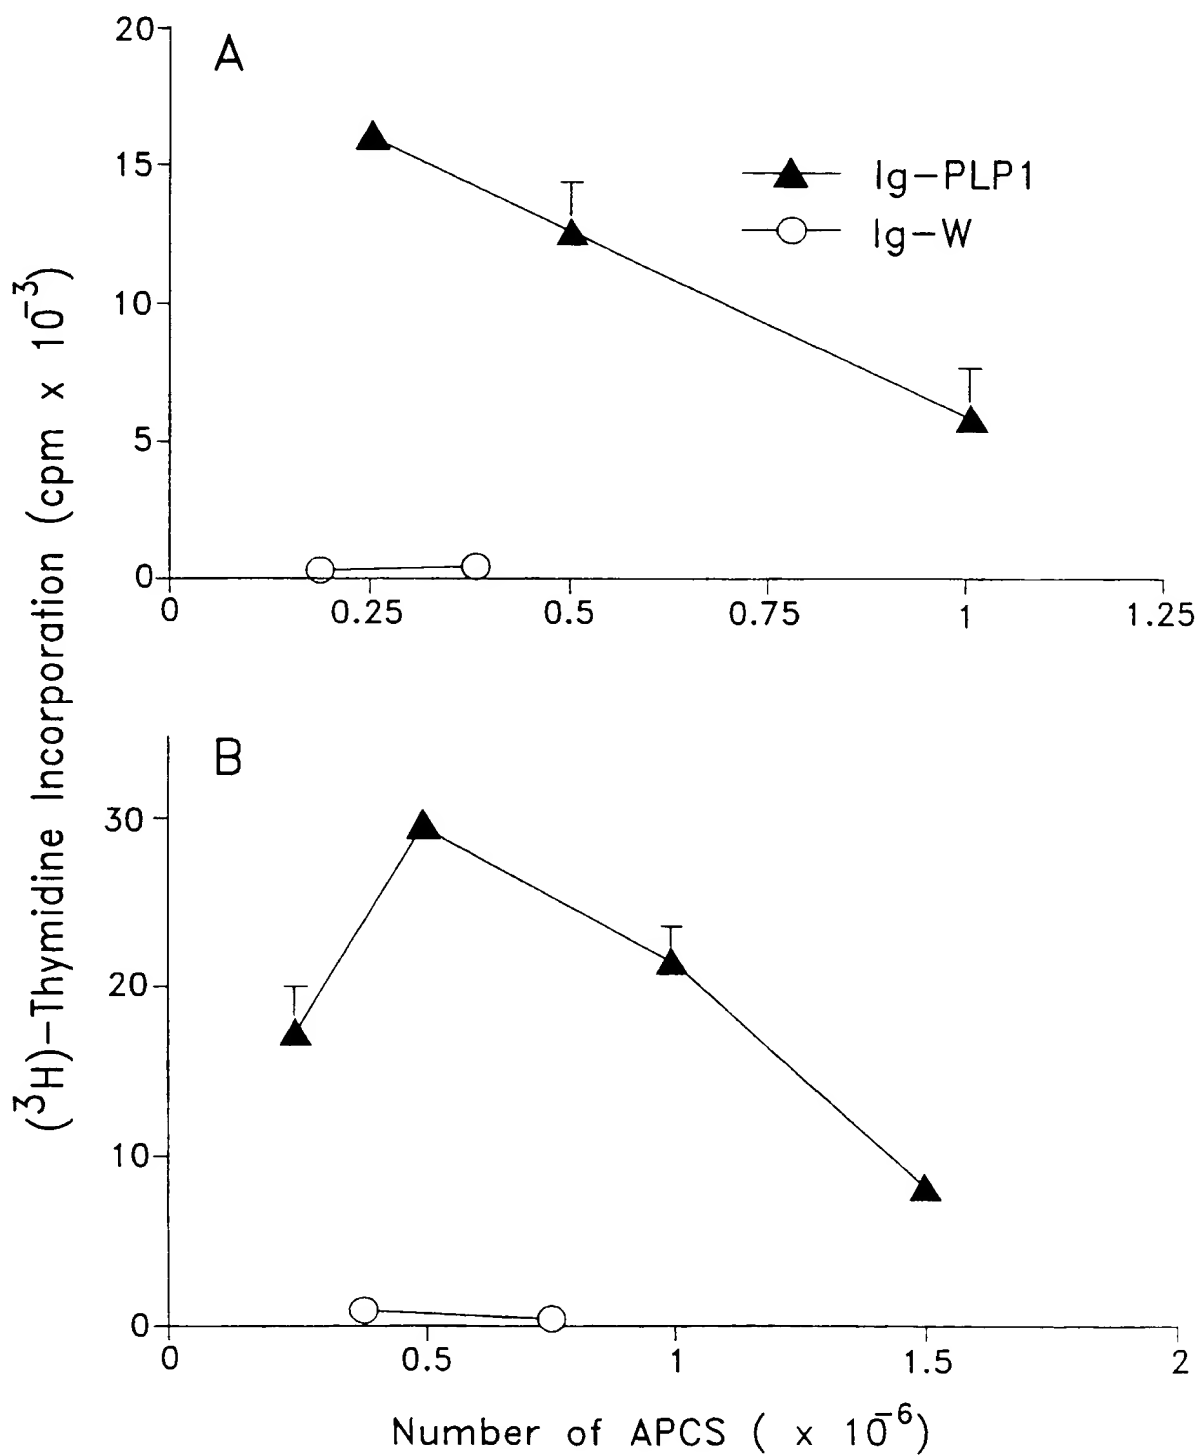 A
20
15
10
5
0
0 0.25 0.5 0.75 1 1.25
Ig-PLP1
Ig-W
(³H)-Thymidine Incorporation (cpm x 10⁻³)
B
30
20
10
0
0 0.5 1 1.5 2
Number of APCS ( x 10⁻⁶)